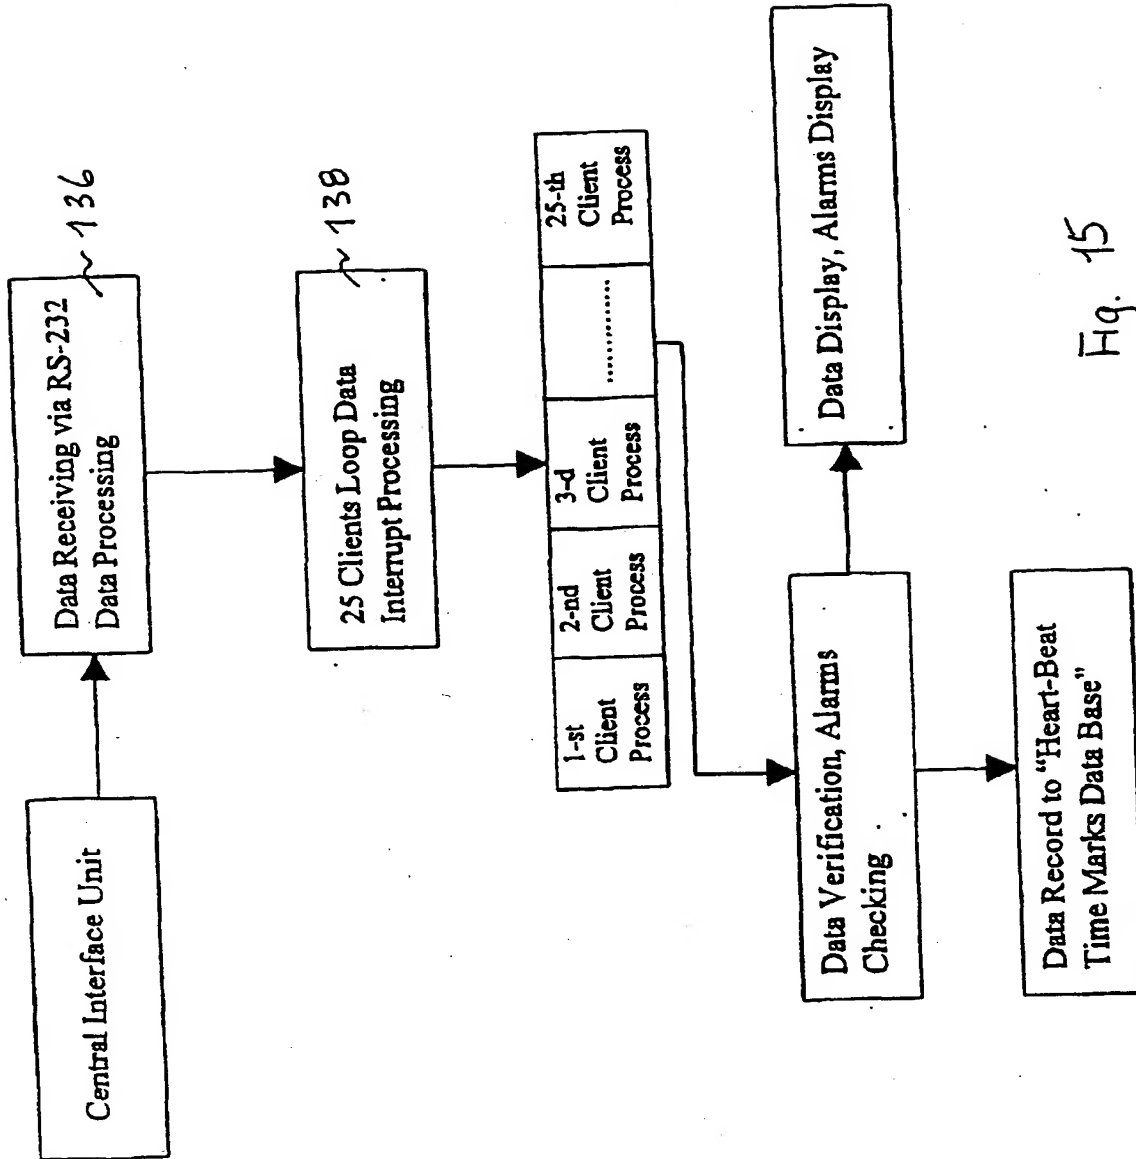 Central Interface Unit
Data Receiving via RS-232
Data Processing
136
25 Clients Loop Data
Interrupt Processing
138
1-st
Client
Process
2-nd
Client
Process
3-d
Client
Process
..............
25-th
Client
Process
Data Verification, Alarms
Checking
Data Display, Alarms Display
Data Record to “Heart-Beat
Time Marks Data Base”
Fig. 15